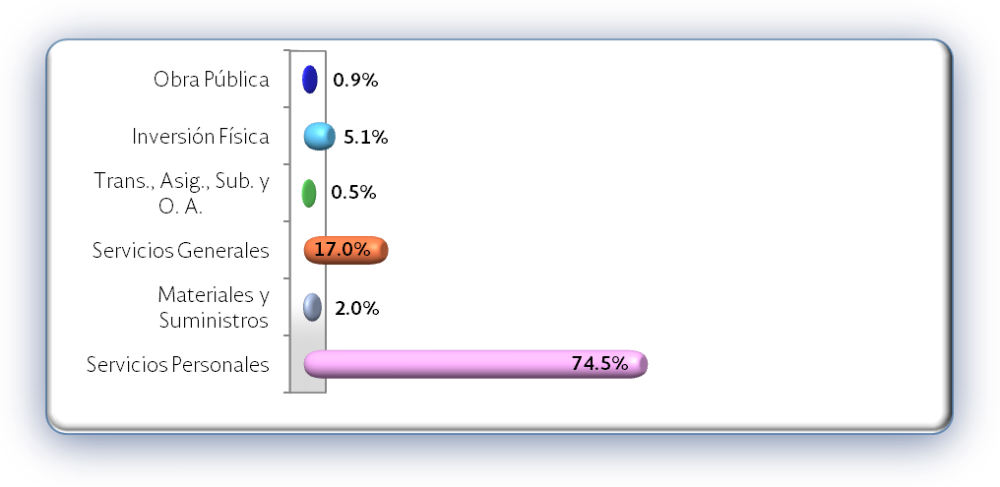 Obra Pública 0.9%
Inversión Física 5.1%
Trans., Asig., Sub. y
O. A. 0.5%
Servicios Generales 17.0%
Materiales y
Suministros 2.0%
Servicios Personales 74.5%